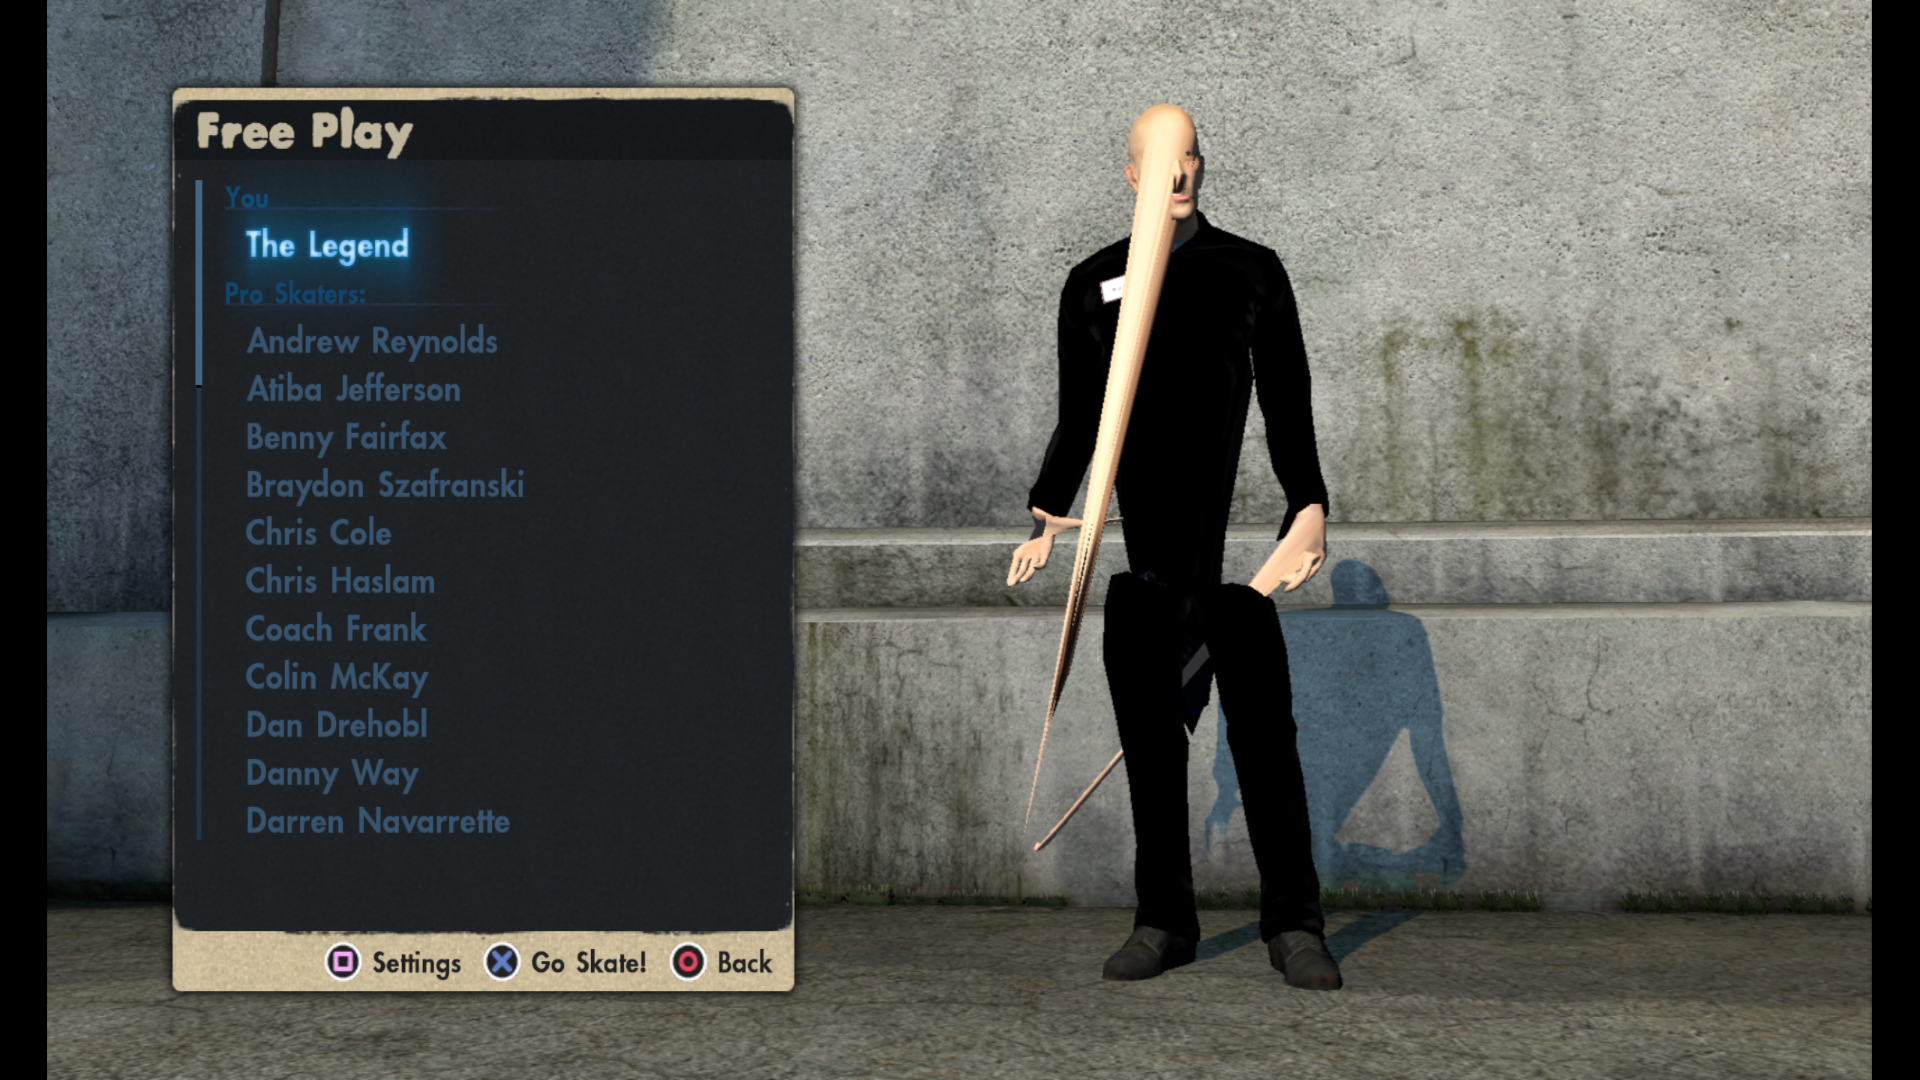 Free Play
You
The Legend
Pro Skaters:
Andrew Reynolds
Atiba Jefferson
Benny Fairfax
Braydon Szafranski
Chris Cole
Chris Haslam
Coach Frank
Colin McKay
Dan Drehobl
Danny Way
Darren Navarrette
Settings
Go Skate!
Back